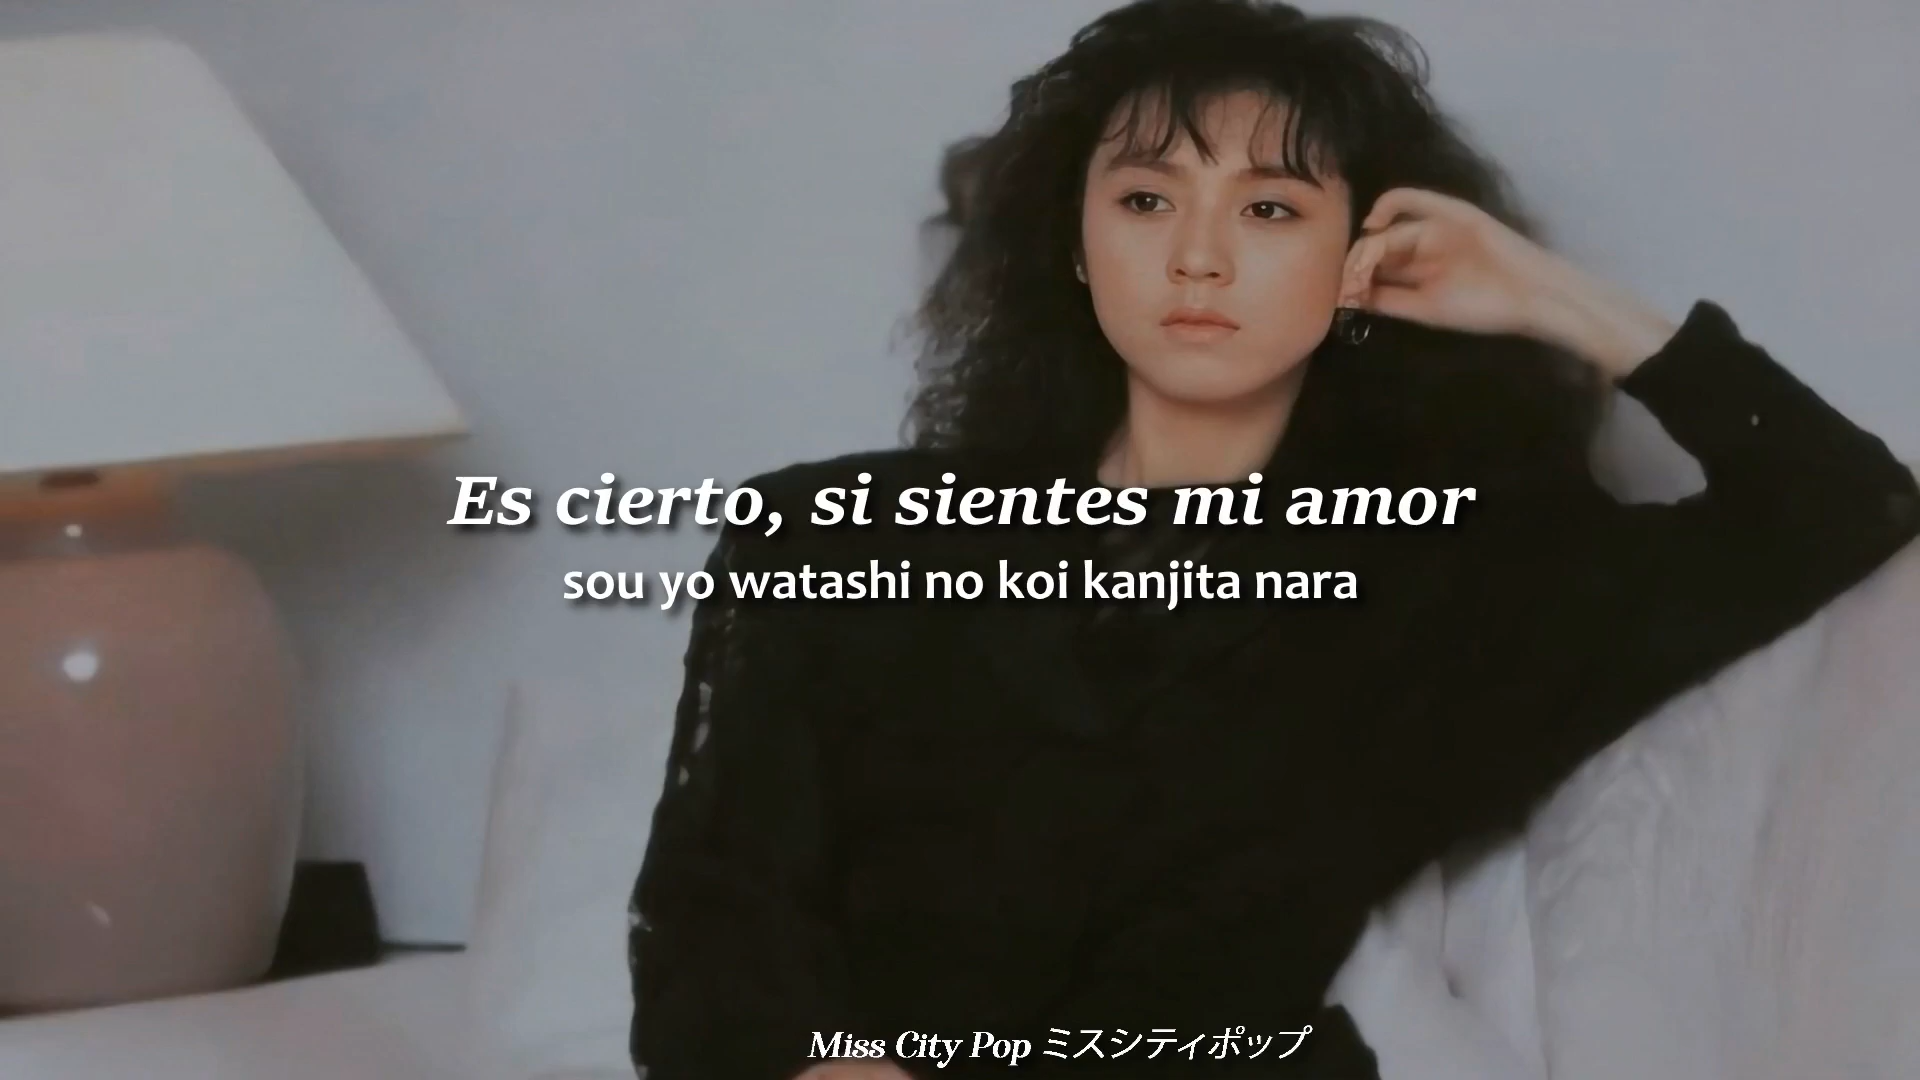 Es cierto, si sientes mi amor
sou yo watashi no koi kanjita nara
Miss City Pop ミスシティポップ